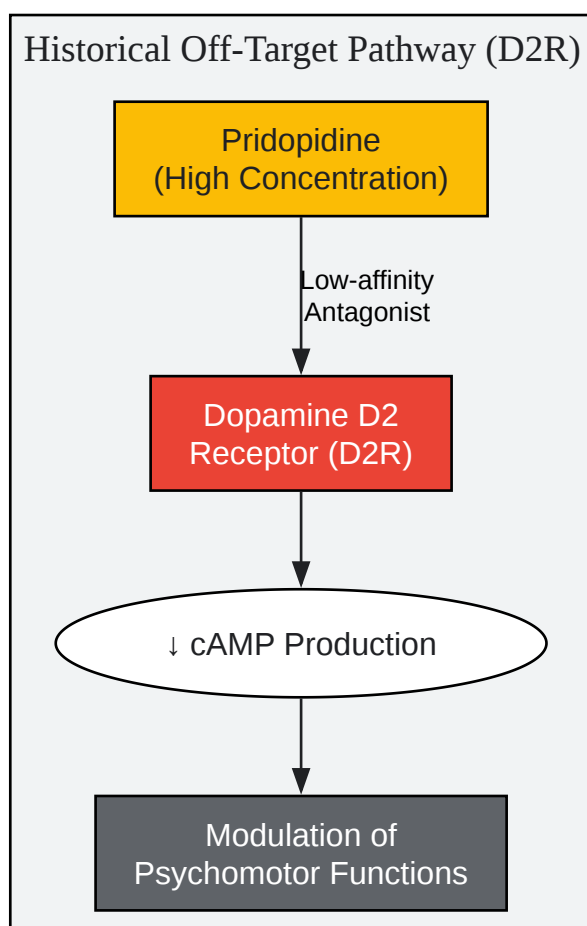 Historical Off-Target Pathway (D2R)
Pridopidine
(High Concentration)
Low-affinity
Antagonist
Dopamine D2
Receptor (D2R)
↓ cAMP Production
Modulation of
Psychomotor Functions